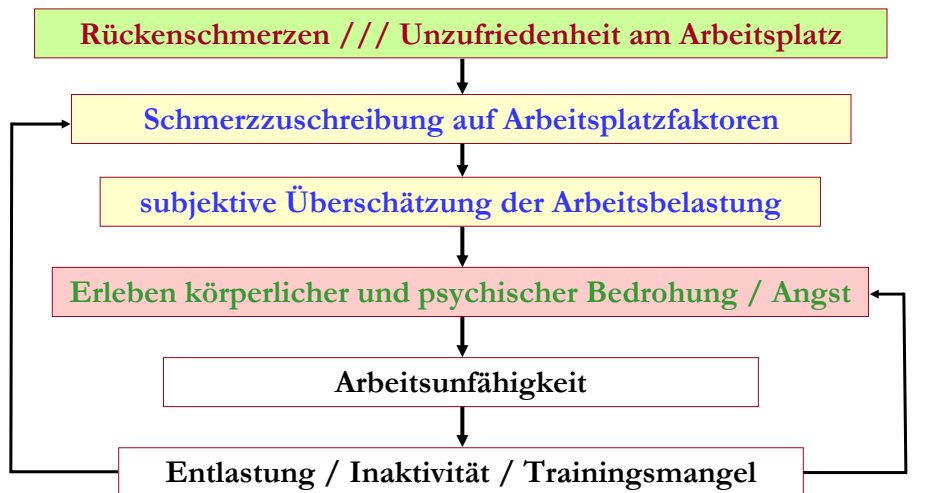 Rückenschmerzen /// Unzufriedenheit am Arbeitsplatz
Schmerzzuschreibung auf Arbeitsplatzfaktoren
subjektive Überschätzung der Arbeitsbelastung
Erleben körperlicher und psychischer Bedrohung / Angst
Arbeitsunfähigkeit
Entlastung / Inaktivität / Trainingsmangel